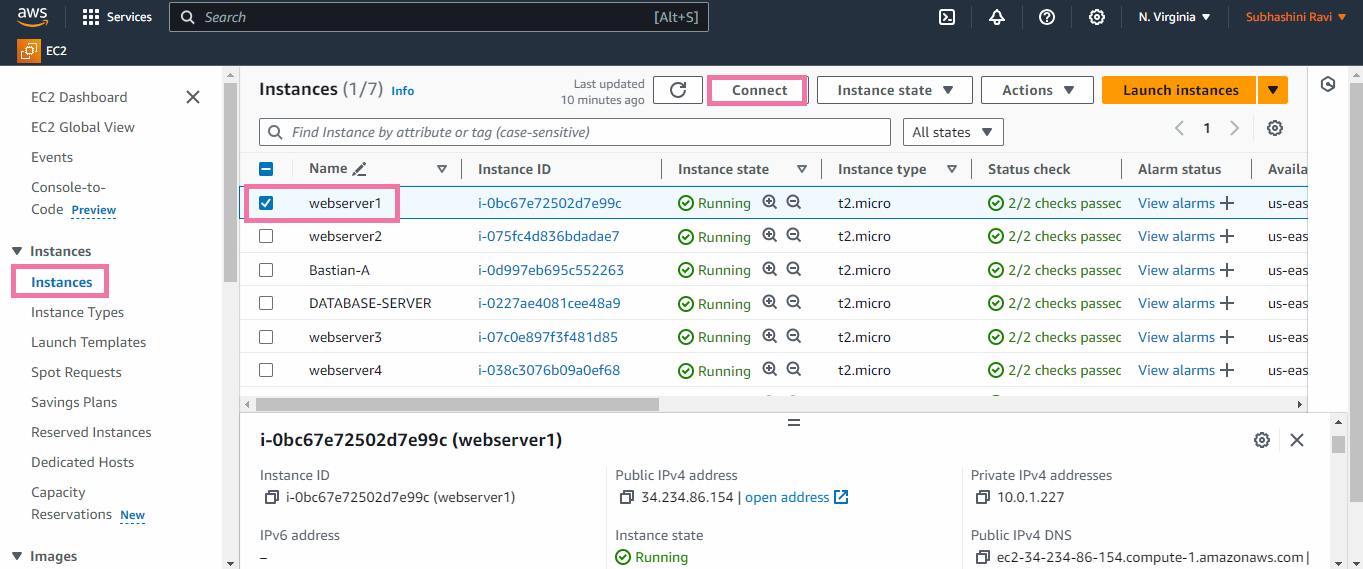 aws Services Search [Alt+S] N. Virginia Subhashini Ravi
EC2
EC2 Dashboard
EC2 Global View
Events
Console-to-
Code Preview
Instances
Instances
Instance Types
Launch Templates
Spot Requests
Savings Plans
Reserved Instances
Dedicated Hosts
Capacity
Reservations New
Images
Instances (1/7) Info Last updated 10 minutes ago Connect Instance state Actions Launch instances
Find Instance by attribute or tag (case-sensitive) All states 1
Name Instance ID Instance state Instance type Status check Alarm status Availa
webserver1 i-0bc67e72502d7e99c Running t2.micro 2/2 checks passec View alarms us-eas
webserver2 i-075fc4d836bdadae7 Running t2.micro 2/2 checks passec View alarms us-eas
Bastian-A i-0d997eb695c552263 Running t2.micro 2/2 checks passec View alarms us-eas
DATABASE-SERVER i-0227ae4081cee48a9 Running t2.micro 2/2 checks passec View alarms us-eas
webserver3 i-07c0e897f3f481d85 Running t2.micro 2/2 checks passec View alarms us-eas
webserver4 i-038c3076b09a0ef68 Running t2.micro 2/2 checks passec View alarms us-eas
i-0bc67e72502d7e99c (webserver1)
Instance ID Public IPv4 address Private IPv4 addresses
i-0bc67e72502d7e99c (webserver1) 34.234.86.154 | open address 10.0.1.227
IPv6 address Instance state Public IPv4 DNS
– Running ec2-34-234-86-154.compute-1.amazonaws.com |